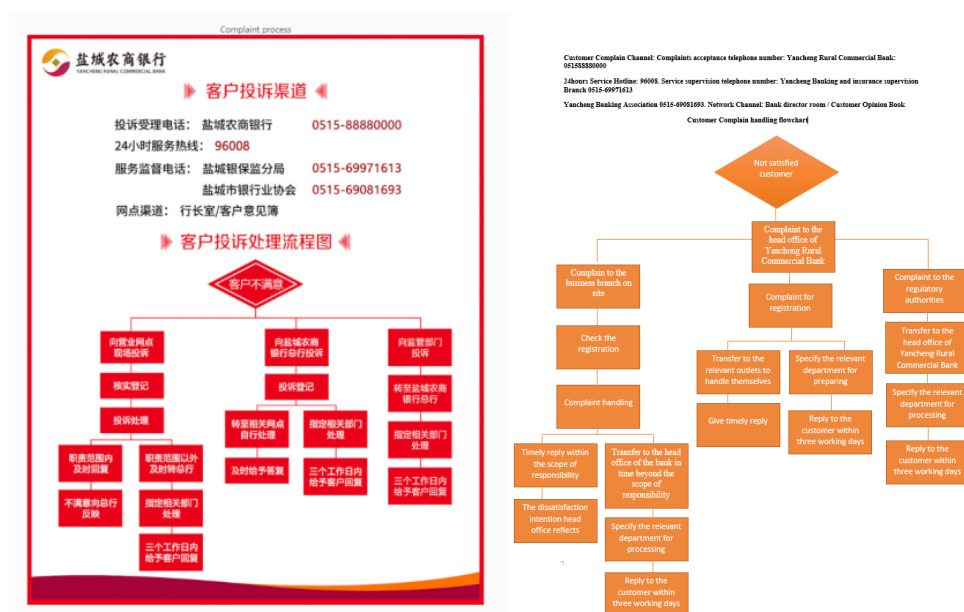 Complaint process
盐城农商银行
YANCHENG RURAL COMMERCIAL BANK
客户投诉渠道
投诉受理电话： 盐城农商银行 0515-88880000
24小时服务热线： 96008
服务监督电话： 盐城银保监分局 0515-69971613
盐城市银行业协会 0515-69081693
网点渠道： 行长室/客户意见簿
客户投诉处理流程图
客户不满意
向营业网点
现场投诉
核实登记
投诉处理
职责范围内
及时回复
不满意向总行
反映
职责范围以外
及时转总行
指定相关部门
处理
三个工作日内
给予客户回复
向盐城农商
银行总行投诉
投诉登记
转至相关网点
自行处理
及时给予答复
指定相关部门
处理
三个工作日内
给予客户回复
向监管部门
投诉
转至盐城农商
银行总行
指定相关部门
处理
三个工作日内
给予客户回复
Customer Complain Channel: Complaints acceptance telephone number: Yancheng Rural Commercial Bank:
051588880000
24hours Service Hotline: 96008. Service supervision telephone number: Yancheng Banking and insurance supervision
Branch 0515-69971613
Yancheng Banking Association 0515-69081693. Network Channel: Bank director room / Customer Opinion Book
Customer Complain handling flowchart
Not satisfied
customer
Complain to the
business branch on
site
Check the
registration
Complaint handling
Timely reply within
the scope of
responsibility
The dissatisfaction
intention head
office reflects
Transfer to the head
office of the bank in
time beyond the
scope of
responsibility
Specify the relevant
department for
processing
Reply to the
customer within
three working days
Complaint to the
head office of
Yancheng Rural
Commercial Bank
Complaint for
registration
Transfer to the
relevant outlets to
handle themselves
Give timely reply
Specify the relevant
department for
preparing
Reply to the
customer within
three working days
Complaint to the
regulatory
authorities
Transfer to the
head office of
Yancheng Rural
Commercial Bank
Specify the relevant
department for
processing
Reply to the
customer within
three working days